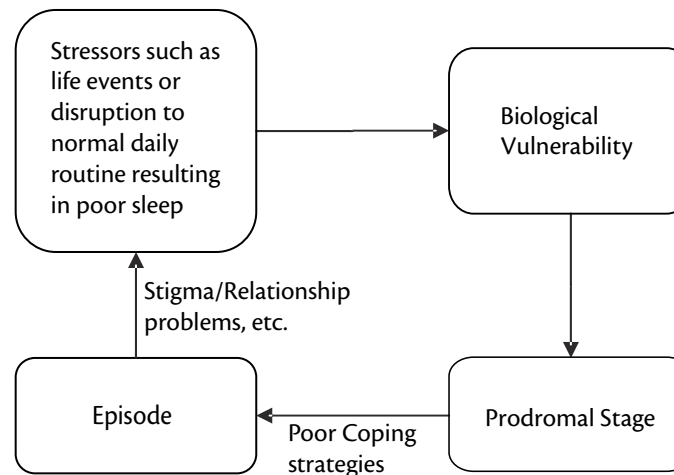 Stressors such as
life events or
disruption to
normal daily
routine resulting
in poor sleep
Biological
Vulnerability
Stigma/Relationship
problems, etc.
Episode
Poor Coping
strategies
Prodromal Stage